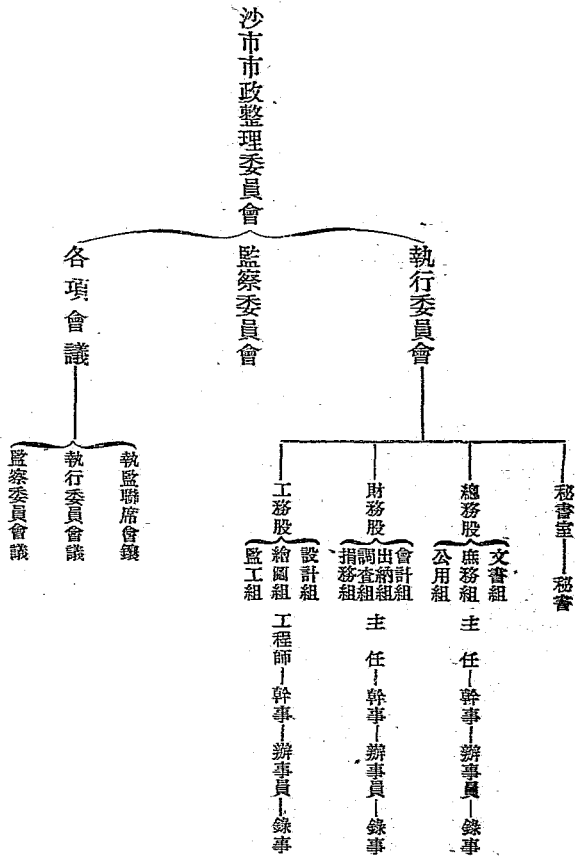 沙市市政整理委員會
執行委員會
監察委員會
各項會議
秘書室
秘書
總務股
文書組
庶務組
公用組
主任
幹事
辦事員
錄事
財務股
會計組
出納組
調査組
捐務組
主任
幹事
辦事員
錄事
工務股
設計組
繪圖組
監工組
工程師
幹事
辦事員
錄事
執監聯席會議
執行委員會議
監察委員會議